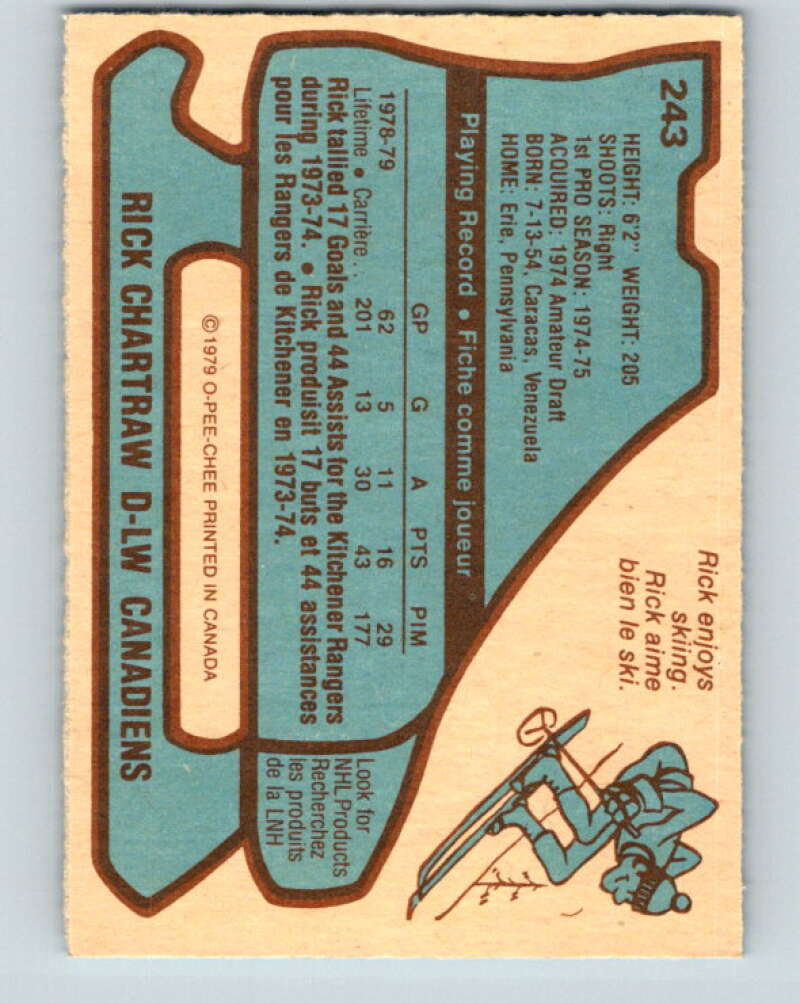 243
HEIGHT: 6'2" WEIGHT: 205
SHOOTS: Right
1st PRO SEASON: 1974-75
ACQUIRED: 1974 Amateur Draft
BORN: 7-13-54, Caracas, Venezuela
HOME: Erie, Pennsylvania
Rick enjoys
skiing.
Rick aime
bien le ski.
Playing Record • Fiche comme joueur
GP G A PTS PIM
1978-79 62 5 11 16 29
Lifetime • Carrière . . 201 13 30 43 177
Rick tallied 17 Goals and 44 Assists for the Kitchener Rangers
during 1973-74. • Rick produisit 17 buts et 44 assistances
pour les Rangers de Kitchener en 1973-74.
Look for
NHL Products
Recherchez
les produits
de la LNH
©1979 O-PEE-CHEE PRINTED IN CANADA
RICK CHARTRAW D-LW CANADIENS